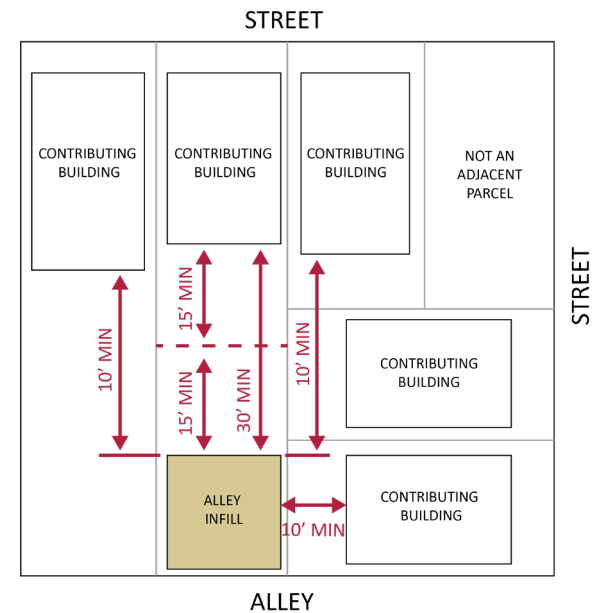 STREET
CONTRIBUTING
BUILDING
CONTRIBUTING
BUILDING
CONTRIBUTING
BUILDING
NOT AN
ADJACENT
PARCEL
STREET
10’ MIN
15’ MIN
15’ MIN
30’ MIN
10’ MIN
CONTRIBUTING
BUILDING
ALLEY
INFILL
10’ MIN
CONTRIBUTING
BUILDING
ALLEY